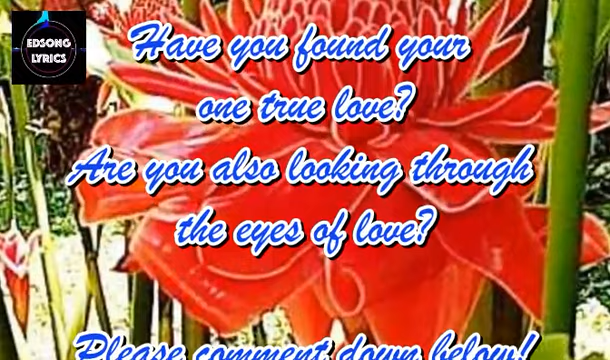 EDSONG
LYRICS
Have you found your
one true love?
Are you also looking through
the eyes of love?
Please comment down below!